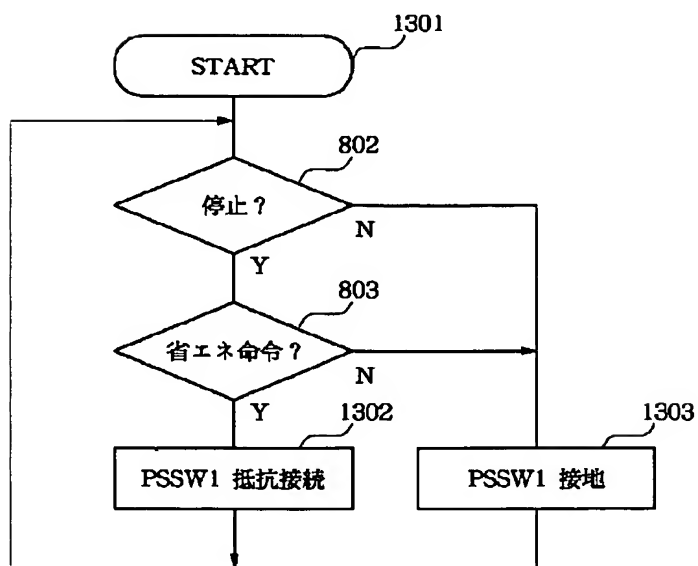 1301
START
802
停止？
N
Y
803
省エネ命令？
N
Y
1302
1303
PSSW1 抵抗接続
PSSW1 接地